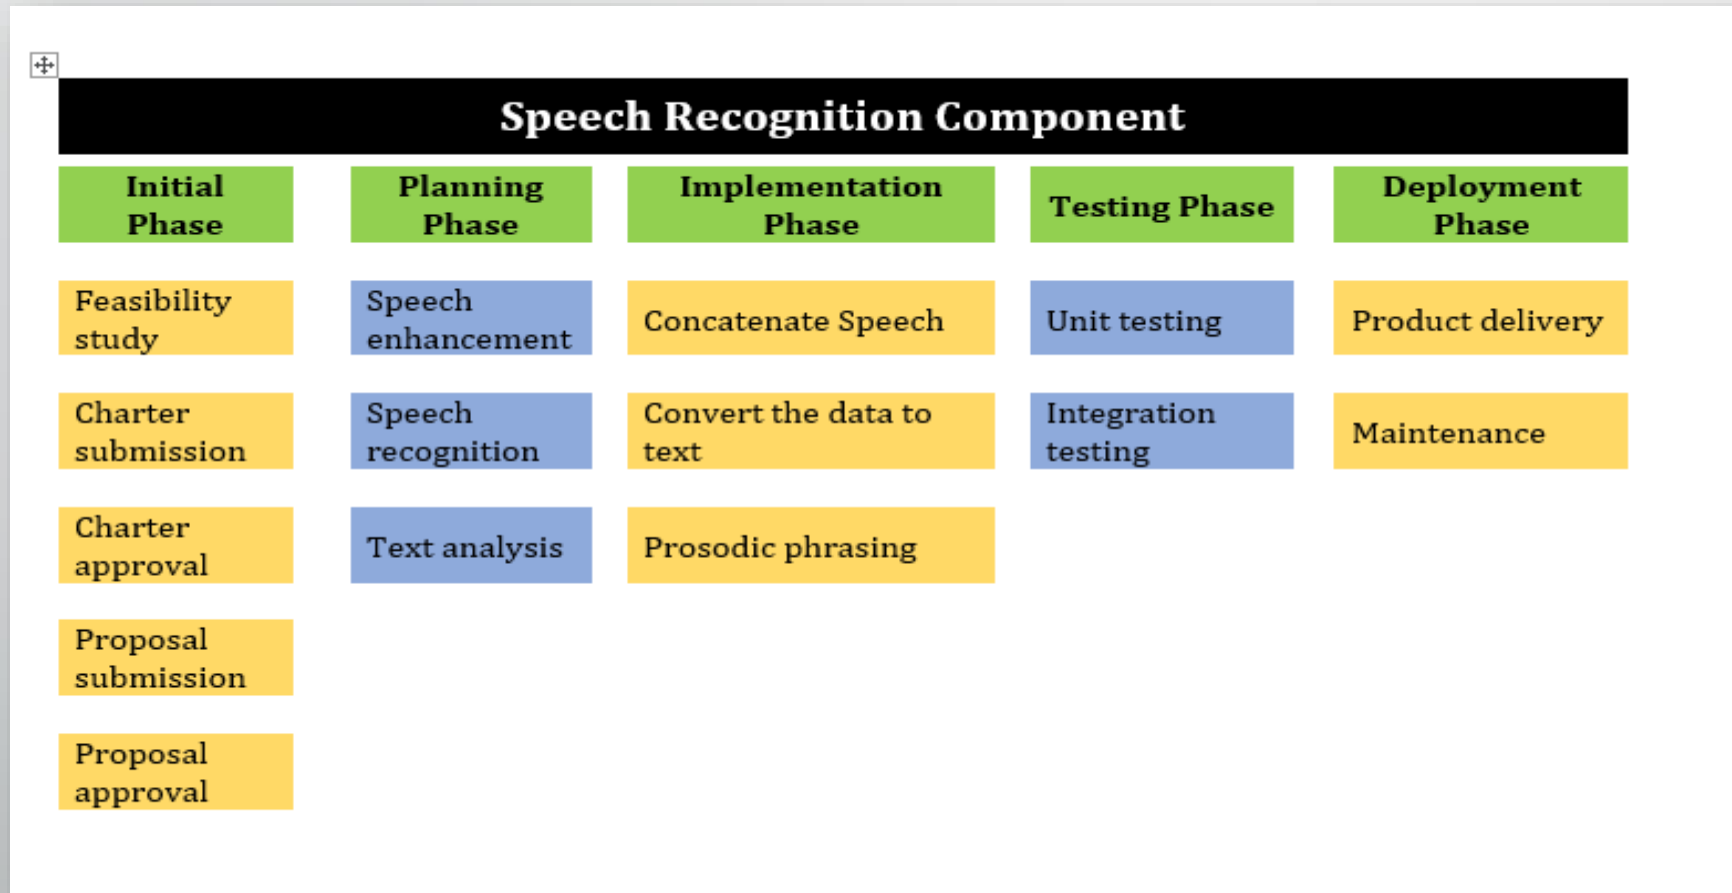 Speech Recognition Component
Initial
Phase
Planning
Phase
Implementation
Phase
Testing Phase
Deployment
Phase
Feasibility
study
Speech
enhancement
Concatenate Speech
Unit testing
Product delivery
Charter
submission
Speech
recognition
Convert the data to
text
Integration
testing
Maintenance
Charter
approval
Text analysis
Prosodic phrasing
Proposal
submission
Proposal
approval